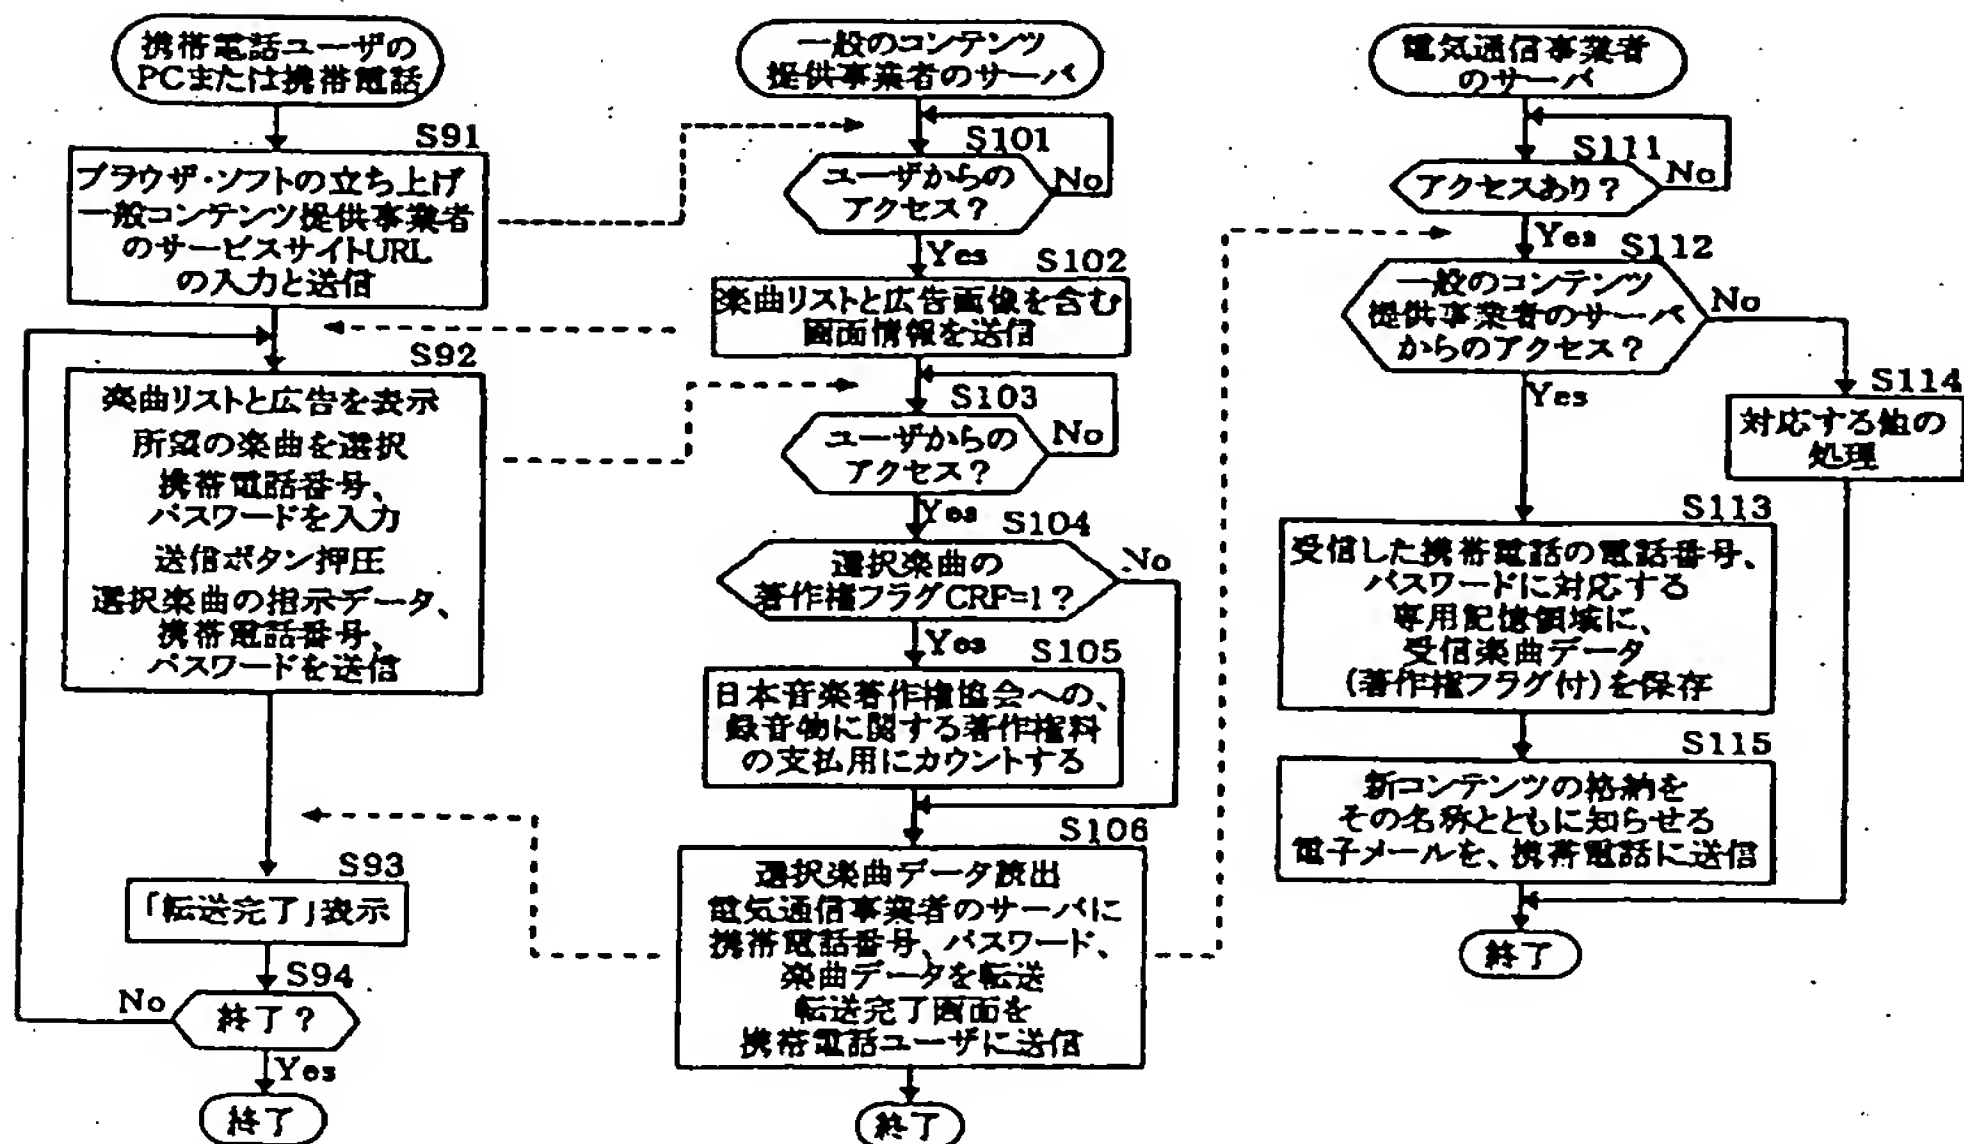 携帯電話ユーザの
PCまたは携帯電話
S91
ブラウザ・ソフトの立ち上げ
一般コンテンツ提供事業者
のサービスサイトURL
の入力と送信
S92
楽曲リストと広告を表示
所望の楽曲を選択
携帯電話番号、
パスワードを入力
送信ボタン押圧
選択楽曲の指示データ、
携帯電話番号、
パスワードを送信
S93
「転送完了」表示
S94
終了?
No
Yes
終了
一般のコンテンツ
提供事業者のサーバ
S101
ユーザからの
アクセス?
No
Yes
S102
楽曲リストと広告画像を含む
画面情報を送信
S103
ユーザからの
アクセス?
No
Yes
S104
選択楽曲の
著作権フラグCRF=1?
No
Yes
S105
日本音楽著作権協会への、
録音物に関する著作権料
の支払用にカウントする
S106
選択楽曲データ読出
電気通信事業者のサーバに
携帯電話番号、パスワード、
楽曲データを転送
転送完了画面を
携帯電話ユーザに送信
終了
電気通信事業者
のサーバ
S111
アクセスあり?
No
Yes
S112
一般のコンテンツ
提供事業者のサーバ
からのアクセス?
No
Yes
S114
対応する他の
処理
S113
受信した携帯電話の電話番号、
パスワードに対応する
専用記憶領域に、
受信楽曲データ
(著作権フラグ付)を保存
S115
新コンテンツの格納を
その名称とともに知らせる
電子メールを、携帯電話に送信
終了